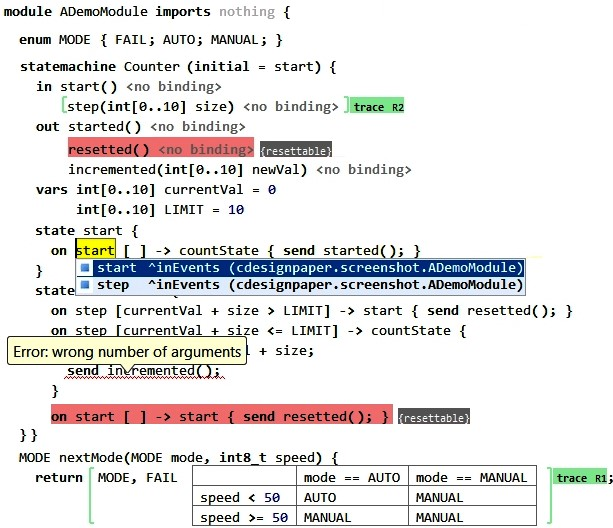 module ADemoModule imports nothing {
enum MODE { FAIL; AUTO; MANUAL; }
statemachine Counter (initial = start) {
in start() <no binding>
[step(int[0..10] size) <no binding> ] trace R2
out started() <no binding>
resetted() <no binding> {resettable}
incremented(int[0..10] newVal) <no binding>
vars int[0..10] currentVal = 0
int[0..10] LIMIT = 10
state start {
on start [ ] -> countState { send started(); }
}
start ^inEvents (cdesignpaper.screenshot.ADemoModule)
step ^inEvents (cdesignpaper.screenshot.ADemoModule)
state {
on step [currentVal + size > LIMIT] -> start { send resetted(); }
on step [currentVal + size <= LIMIT] -> countState {
Error: wrong number of arguments
l + size;
send incremented();
}
on start [ ] -> start { send resetted(); } {resettable}
} }
MODE nextMode(MODE mode, int8_t speed) {
return [ MODE, FAIL
mode == AUTO mode == MANUAL
speed < 50 AUTO MANUAL
speed >= 50 MANUAL MANUAL
] trace R1;